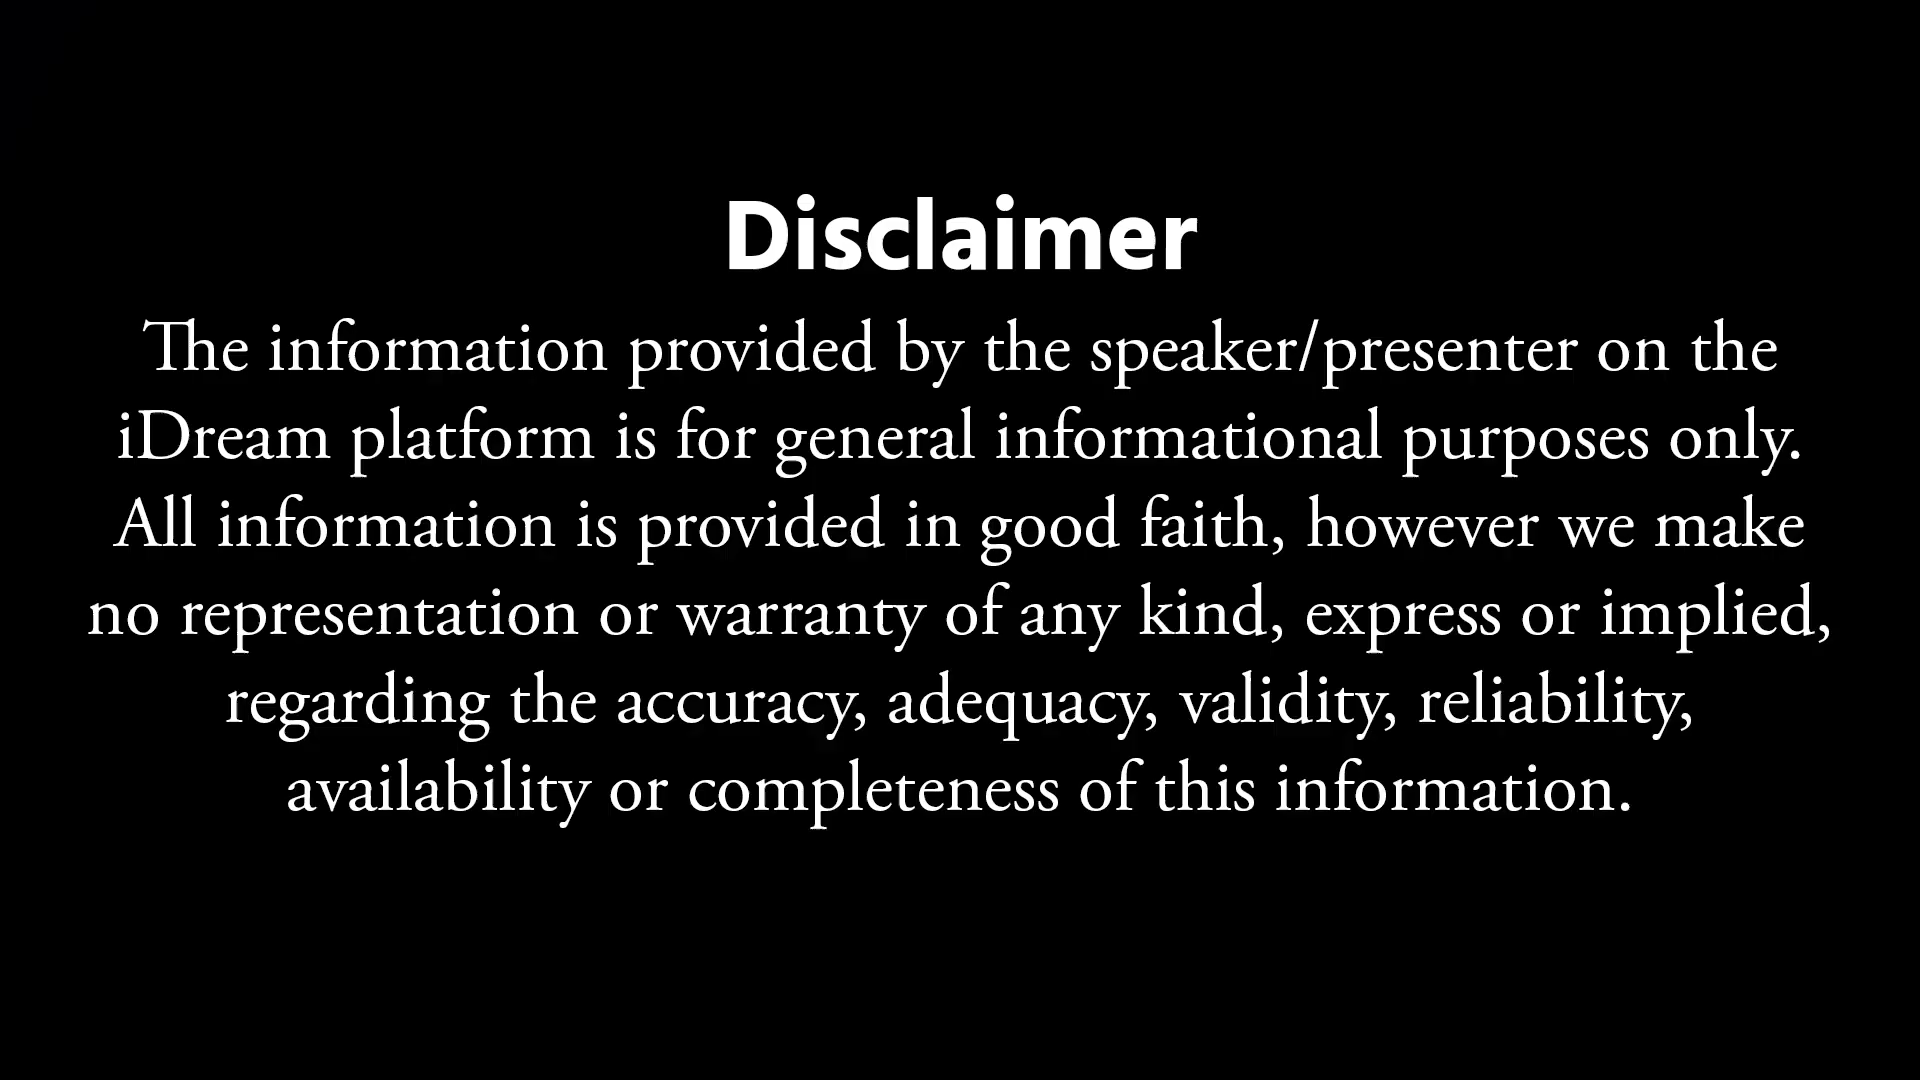 Disclaimer
The information provided by the speaker/presenter on the
iDream platform is for general informational purposes only.
All information is provided in good faith, however we make
no representation or warranty of any kind, express or implied,
regarding the accuracy, adequacy, validity, reliability,
availability or completeness of this information.